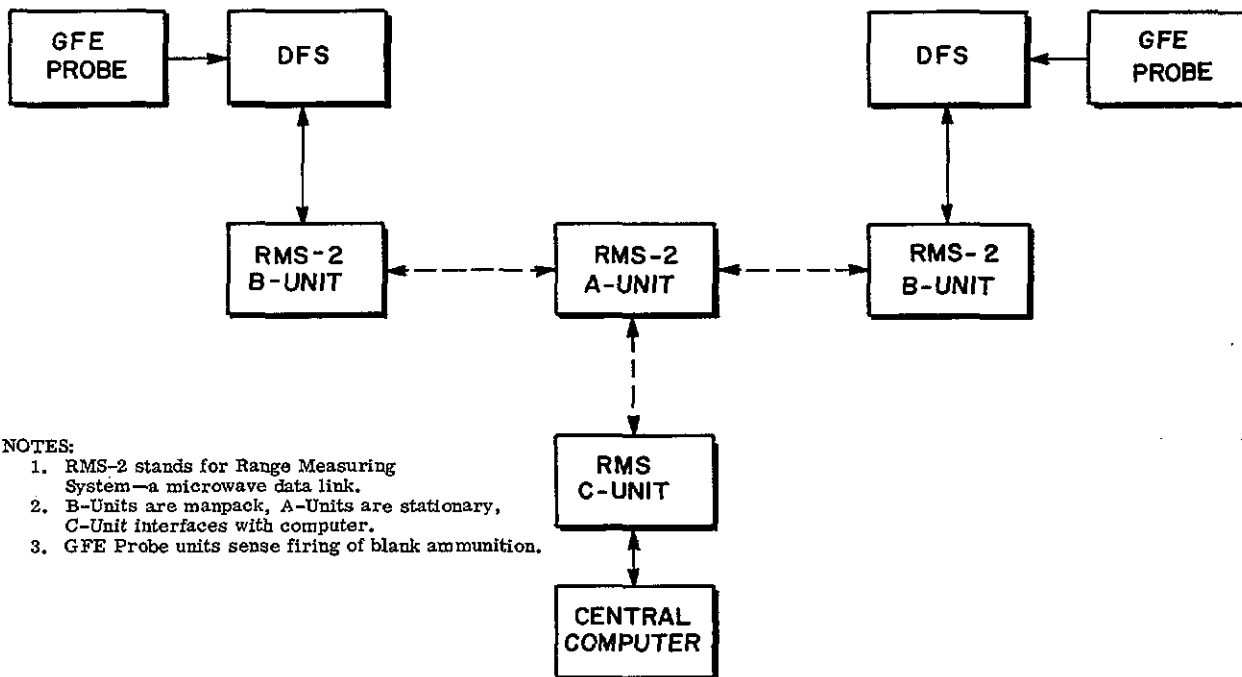 GFE
PROBE
DFS
DFS
GFE
PROBE
RMS-2
B-UNIT
RMS-2
A-UNIT
RMS-2
B-UNIT
RMS
C-UNIT
CENTRAL
COMPUTER
NOTES:
1. RMS-2 stands for Range Measuring
System—a microwave data link.
2. B-Units are manpack, A-Units are stationary,
C-Unit interfaces with computer.
3. GFE Probe units sense firing of blank ammunition.